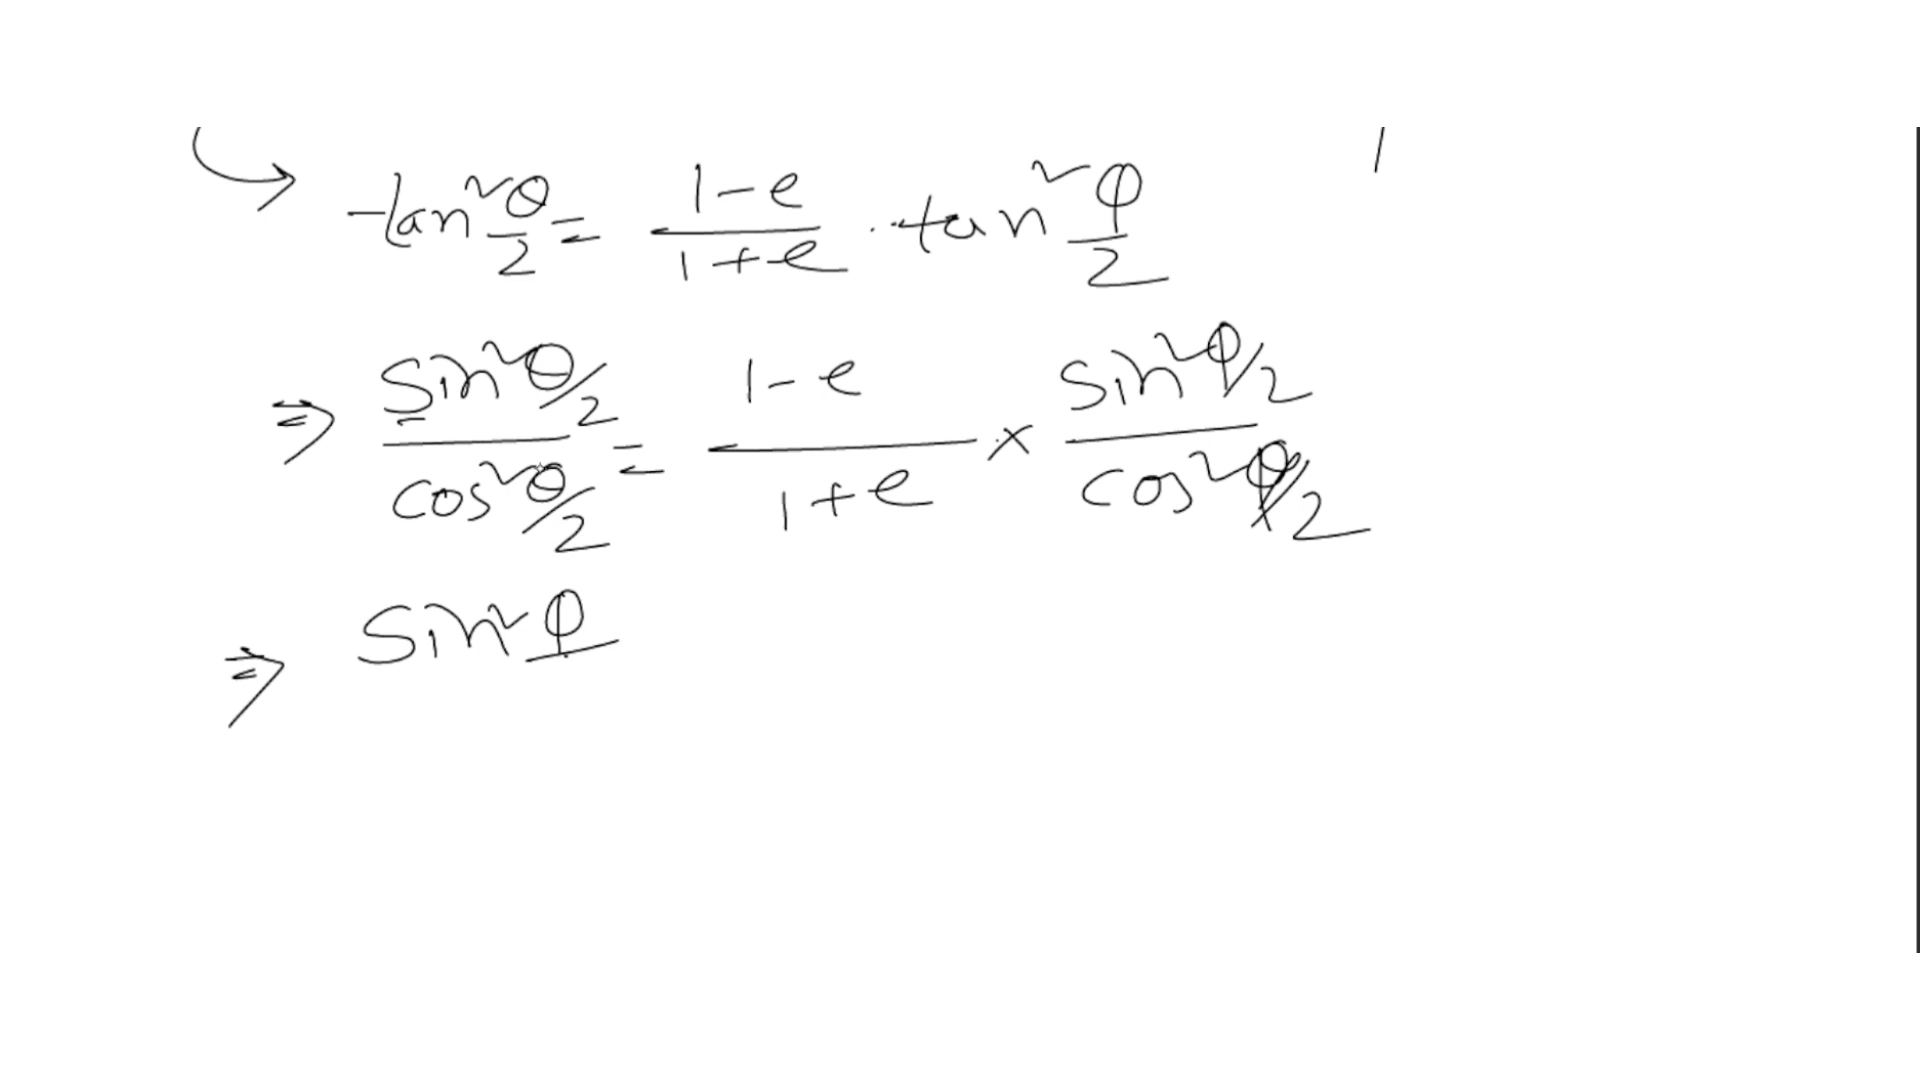 tan²θ/2 = (1-e)/(1+e) · tan²φ/2
⇒ (sin²θ/2)/(cos²θ/2) = (1-e)/(1+e) × (sin²φ/2)/(cos²φ/2)
⇒ sin²φ